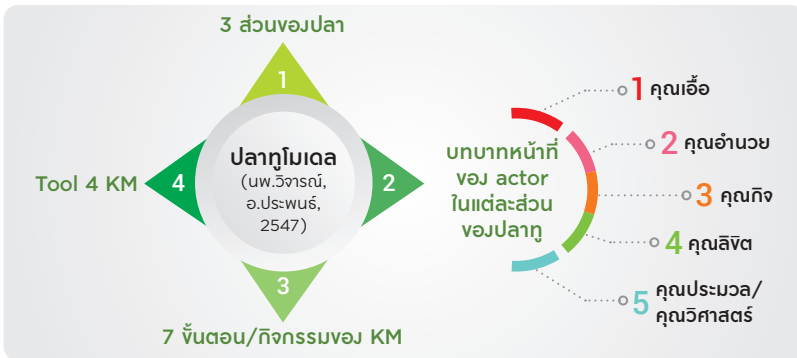 3 ส่วนของปลา
1
ปลาทูโมเดล
(นพ.วิจารณ์,
อ.ประพนธ์,
2547)
Tool 4 KM
4
2
3
7 ขั้นตอน/กิจกรรมของ KM
บทบาทหน้าที่
ของ actor
ในแต่ละส่วน
ของปลาทู
1 คุณเอื้อ
2 คุณอำนวย
3 คุณกิจ
4 คุณลิขิต
5 คุณประมวล/
คุณวิศาสตร์